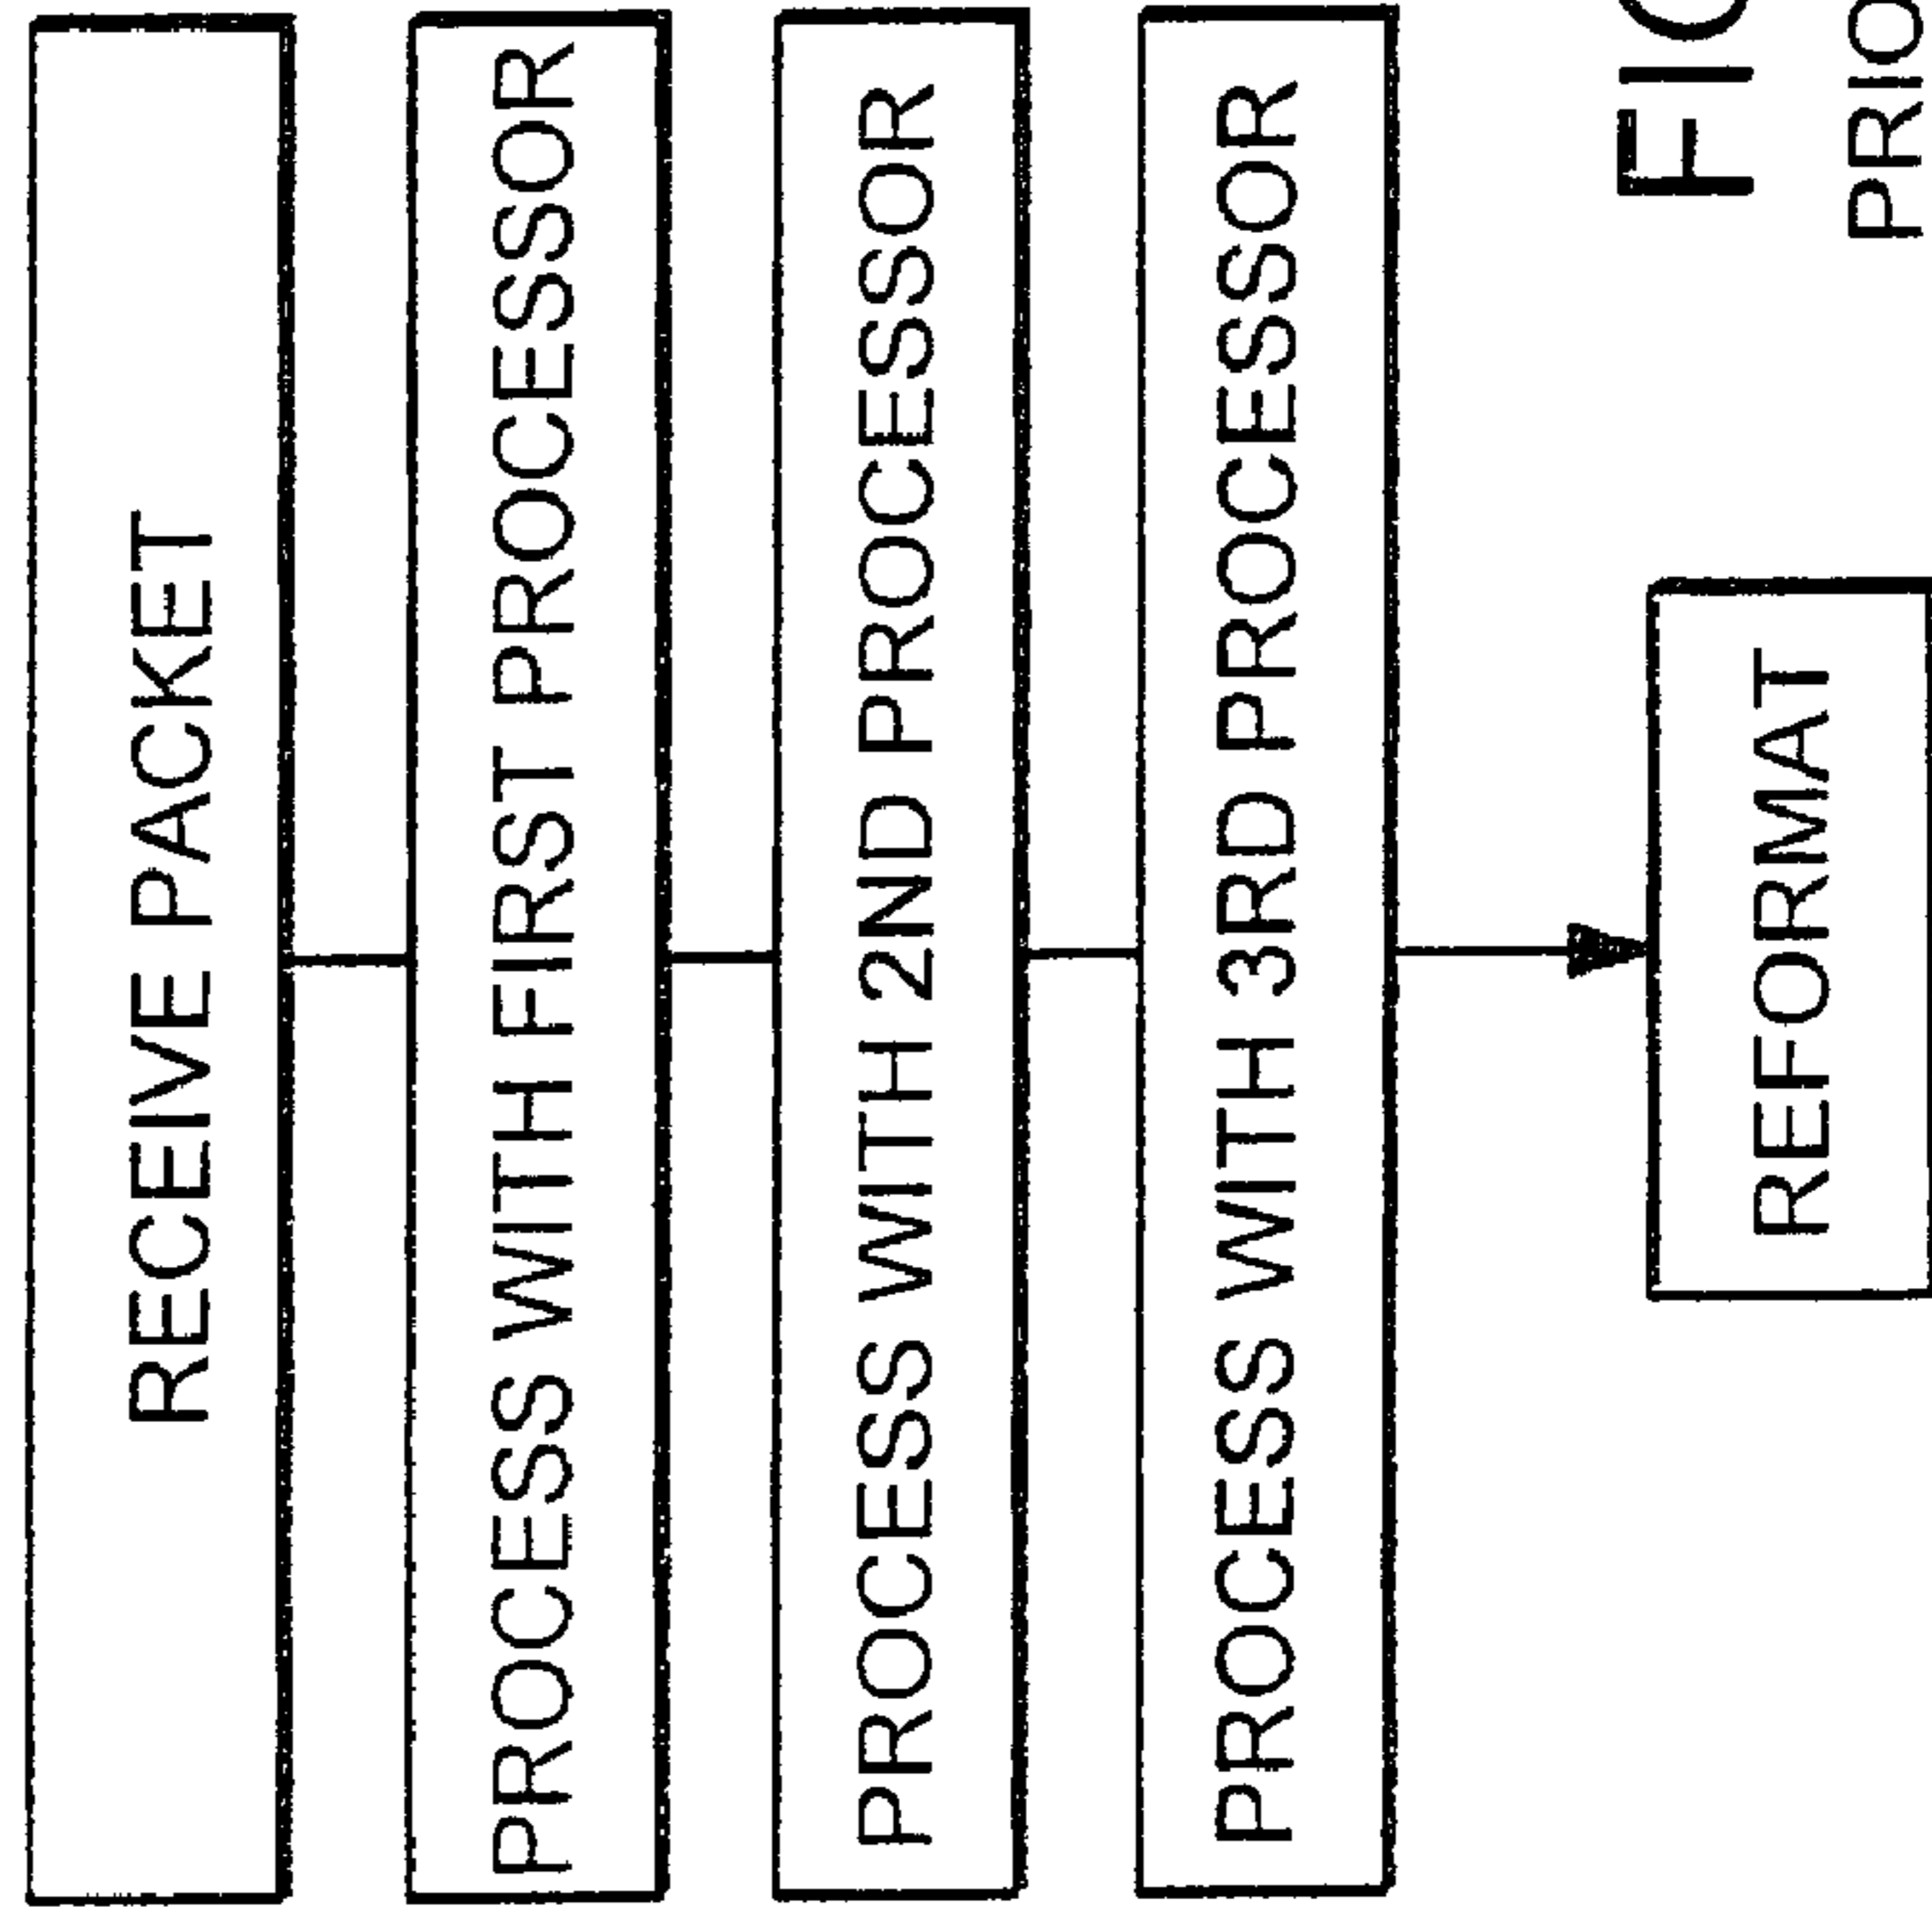 RECEIVE PACKET
PROCESS WITH FIRST PROCESSOR
PROCESS WITH 2ND PROCESSOR
PROCESS WITH 3RD PROCESSOR
REFORMAT